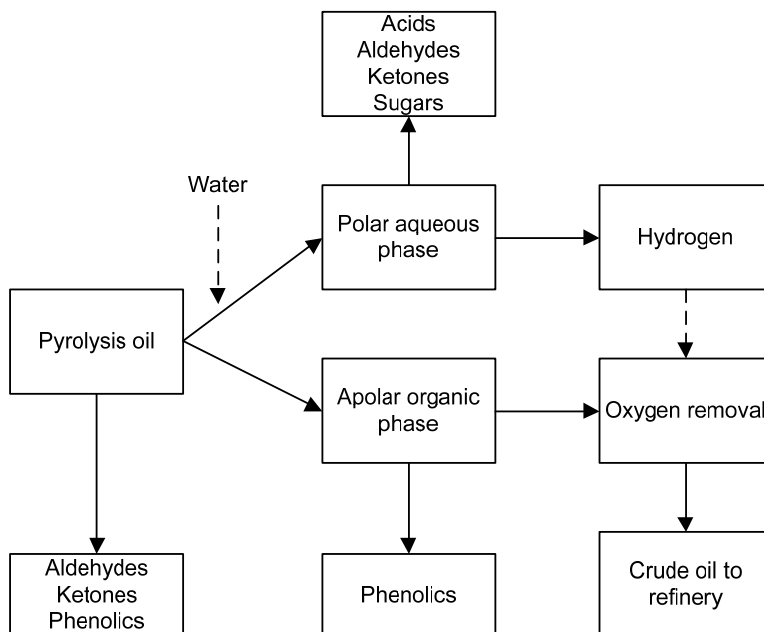 Acids
Aldehydes
Ketones
Sugars
Water
Polar aqueous
phase
Hydrogen
Pyrolysis oil
Apolar organic
phase
Oxygen removal
Aldehydes
Ketones
Phenolics
Phenolics
Crude oil to
refinery